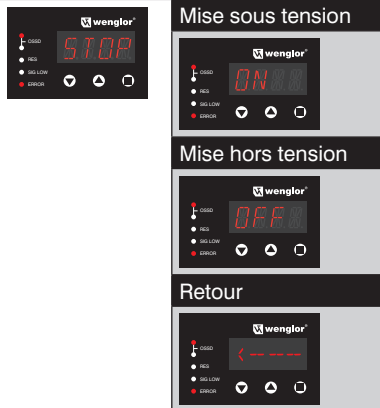 wenglor®
OSSD
RES
SIG LOW
ERROR
STOP
Mise sous tension
wenglor®
OSSD
RES
SIG LOW
ERROR
ON
Mise hors tension
wenglor®
OSSD
RES
SIG LOW
ERROR
OFF
Retour
wenglor®
OSSD
RES
SIG LOW
ERROR
<-----